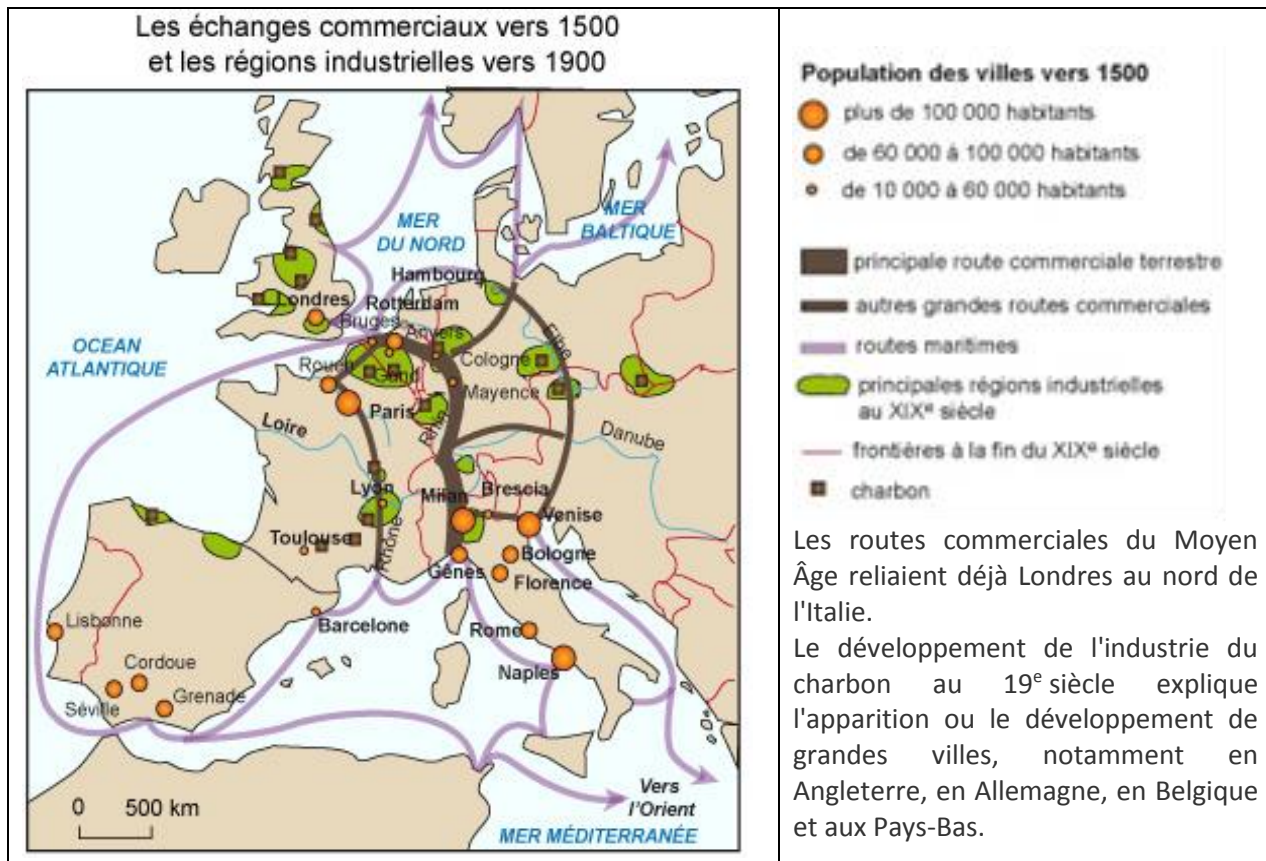 Les échanges commerciaux vers 1500
et les régions industrielles vers 1900
MER
DU NORD
MER
BALTIQUE
Hambourg
Londres
Rotterdam
Bruges
Anvers
Elbe
OCEAN
ATLANTIQUE
Cologne
Rouen
Gand
Mayence
Paris
Rhin
Loire
Danube
Lyon
Milan
Brescia
Venise
Toulouse
Rhône
Bologne
Gênes
Florence
Lisbonne
Barcelone
Rome
Cordoue
Naples
Grenade
Séville
Vers
l'Orient
0 500 km
MER MÉDITERRANÉE
Population des villes vers 1500
plus de 100 000 habitants
de 60 000 à 100 000 habitants
de 10 000 à 60 000 habitants
principale route commerciale terrestre
autres grandes routes commerciales
routes maritimes
principales régions industrielles
au XIXe siècle
frontières à la fin du XIXe siècle
charbon
Les routes commerciales du Moyen
Âge reliaient déjà Londres au nord de
l'Italie.
Le développement de l'industrie du
charbon au 19e siècle explique
l'apparition ou le développement de
grandes villes, notamment en
Angleterre, en Allemagne, en Belgique
et aux Pays-Bas.